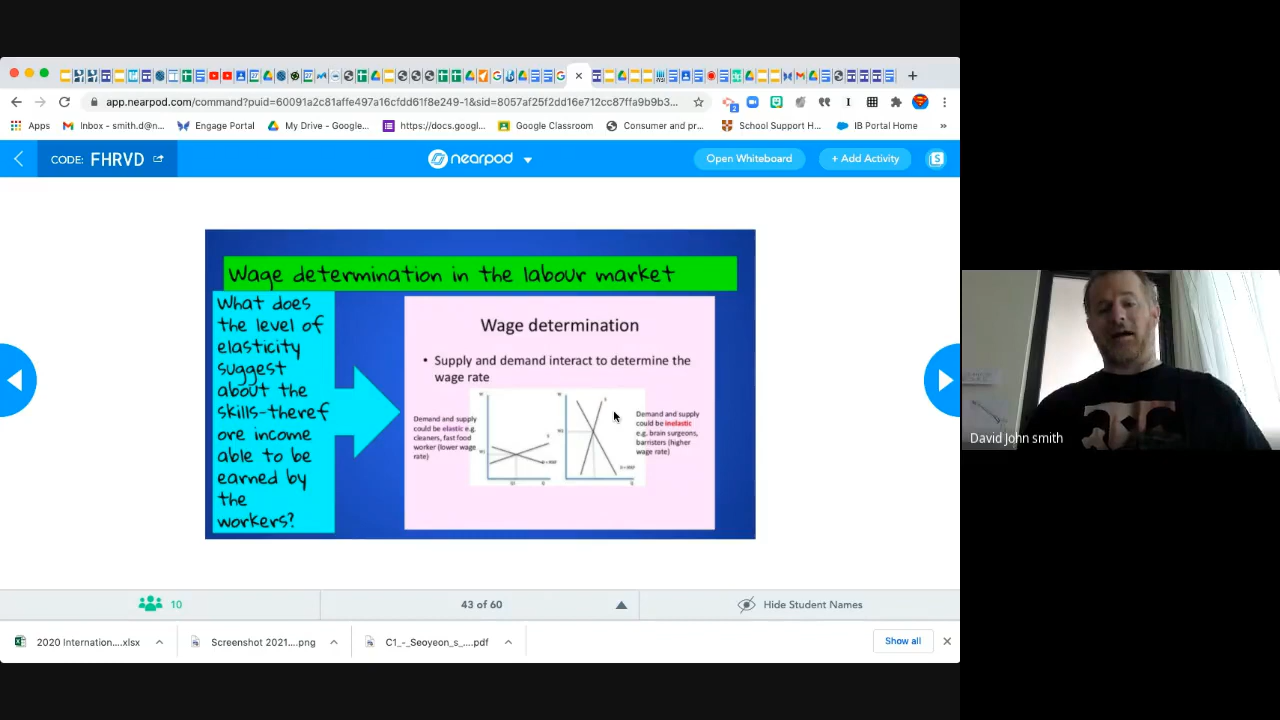 app.nearpod.com/command?puid=60091a2c81affe497a16cfdd61f8e249-1&sid=8057af25f2dd16e712cc87ffa9b9b3...
2
Apps
Inbox - smith.d@n...
Engage Portal
My Drive - Google...
https://docs.googl...
Google Classroom
Consumer and pr...
School Support H...
IB Portal Home
»
CODE: FHRVD
nearpod
Open Whiteboard
+ Add Activity
S
Wage determination in the labour market
What does
the level of
elasticity
suggest
about the
skills-theref
ore income
able to be
earned by
the
workers?
Wage determination
• Supply and demand interact to determine the
wage rate
Demand and supply
could be elastic e.g.
cleaners, fast food
worker (lower wage
rate)
Demand and supply
could be inelastic
e.g. brain surgeons,
barristers (higher
wage rate)
David John smith
10
43 of 60
Hide Student Names
2020 Internation....xlsx
Screenshot 2021....png
C1_-_Seoyeon_s_....pdf
Show all